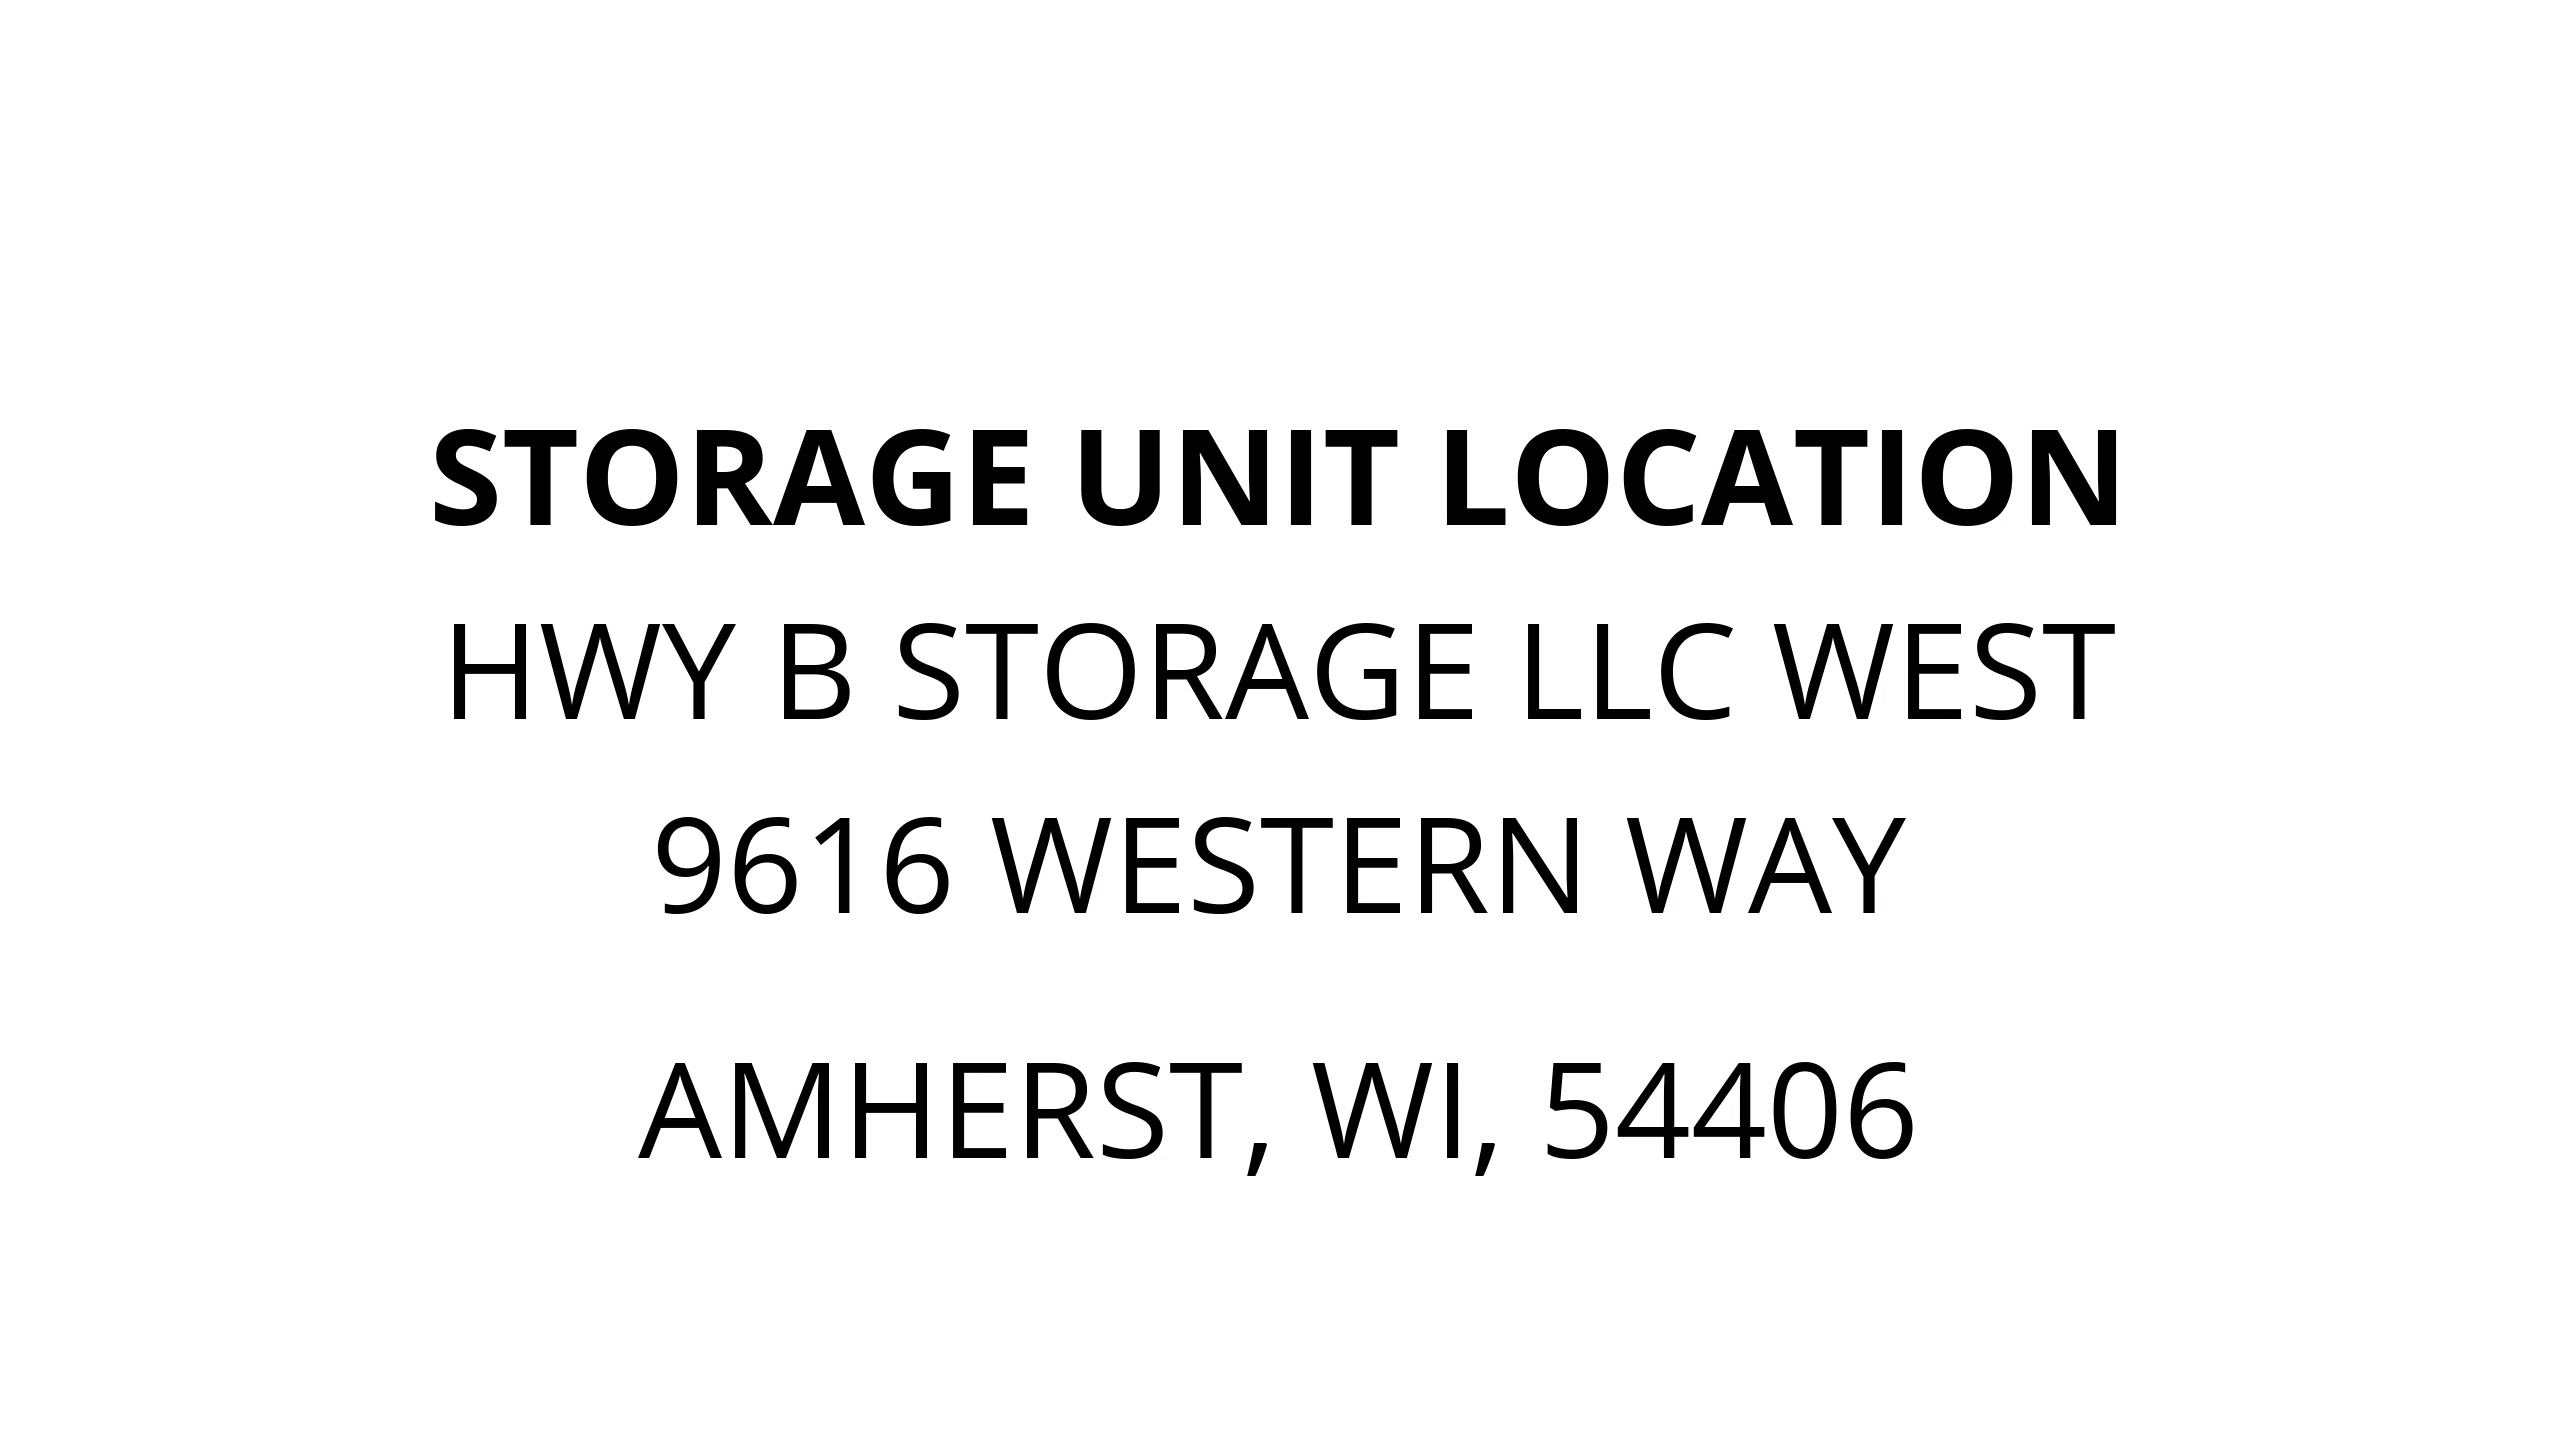 STORAGE UNIT LOCATION
HWY B STORAGE LLC WEST
9616 WESTERN WAY
AMHERST, WI, 54406